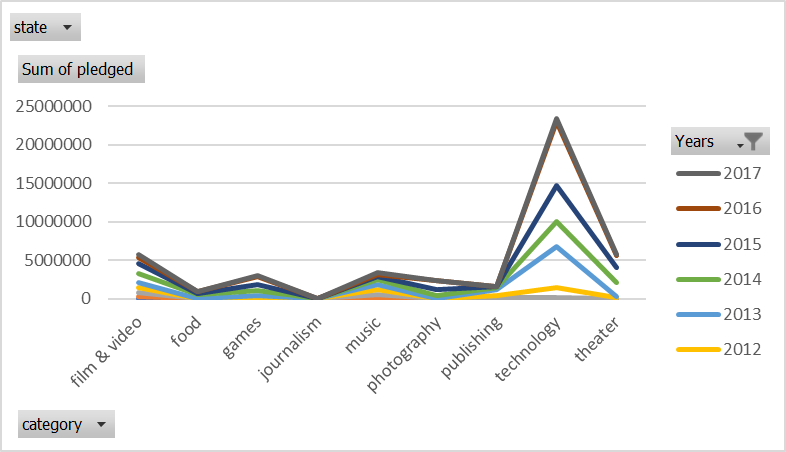 state
Sum of pledged
25000000
20000000
15000000
10000000
5000000
0
film & video
food
games
journalism
music
photography
publishing
technology
theater
Years
2017
2016
2015
2014
2013
2012
category